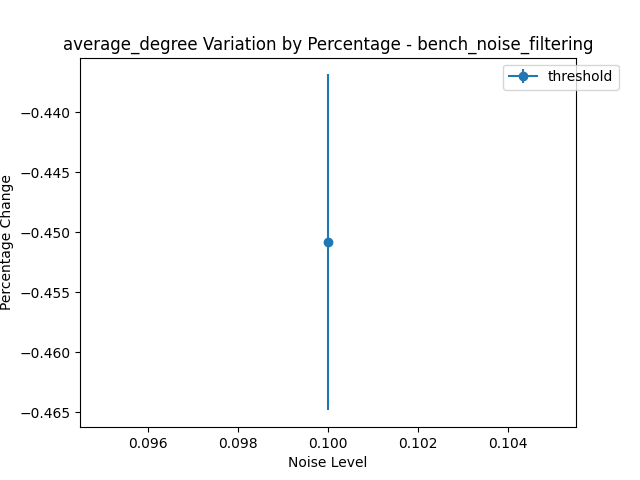 average_degree Variation by Percentage - bench_noise_filtering
threshold
Percentage Change
−0.440
−0.445
−0.450
−0.455
−0.460
−0.465
0.096 0.098 0.100 0.102 0.104
Noise Level